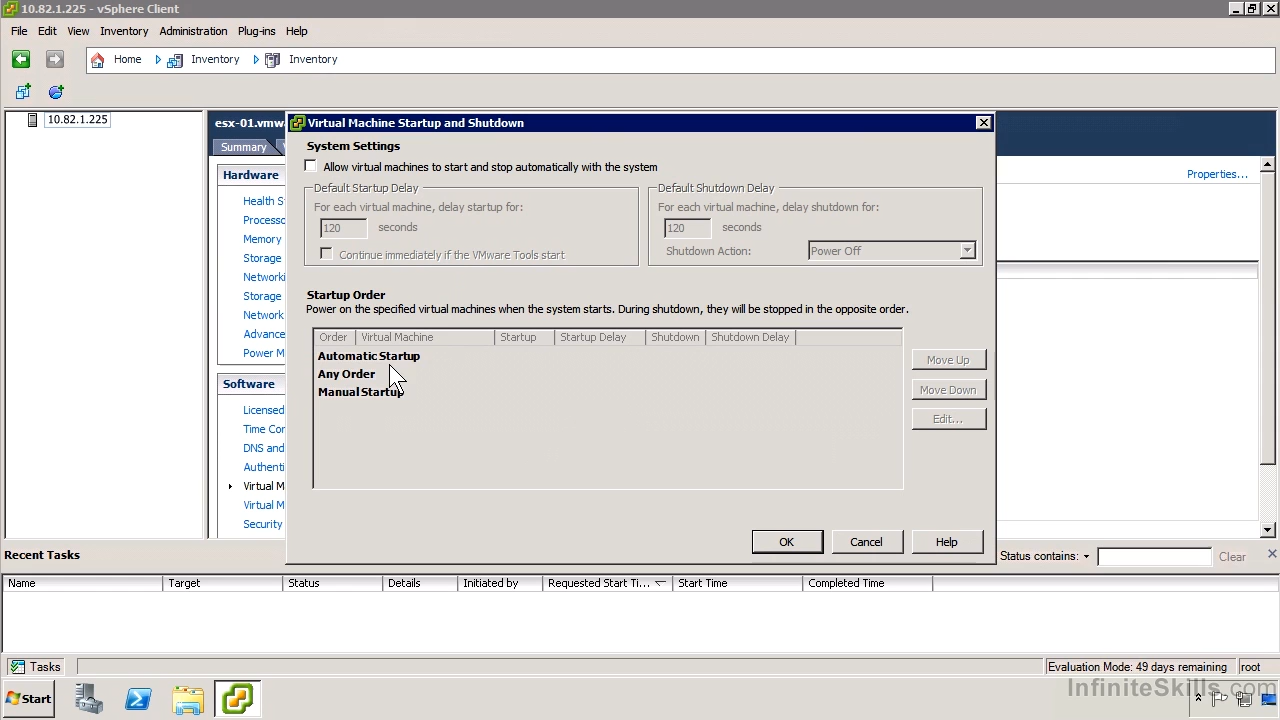 10.82.1.225 - vSphere Client
File Edit View Inventory Administration Plug-ins Help
Home Inventory Inventory
10.82.1.225
esx-01.vmw
Summary
Hardware
Health S
Processo
Memory
Storage
Networki
Storage
Network
Advance
Power M
Software
Licensed
Time Con
DNS and
Authenti
Virtual M
Virtual M
Security
Properties...
Virtual Machine Startup and Shutdown
System Settings
Allow virtual machines to start and stop automatically with the system
Default Startup Delay
For each virtual machine, delay startup for:
120 seconds
Continue immediately if the VMware Tools start
Default Shutdown Delay
For each virtual machine, delay shutdown for:
120 seconds
Shutdown Action: Power Off
Startup Order
Power on the specified virtual machines when the system starts. During shutdown, they will be stopped in the opposite order.
Order Virtual Machine Startup Startup Delay Shutdown Shutdown Delay
Automatic Startup
Any Order
Manual Startup
Move Up
Move Down
Edit...
OK Cancel Help
Recent Tasks
Status contains: Clear
Name Target Status Details Initiated by Requested Start Ti... Start Time Completed Time
Tasks Evaluation Mode: 49 days remaining root
Start
InfiniteSkills.com